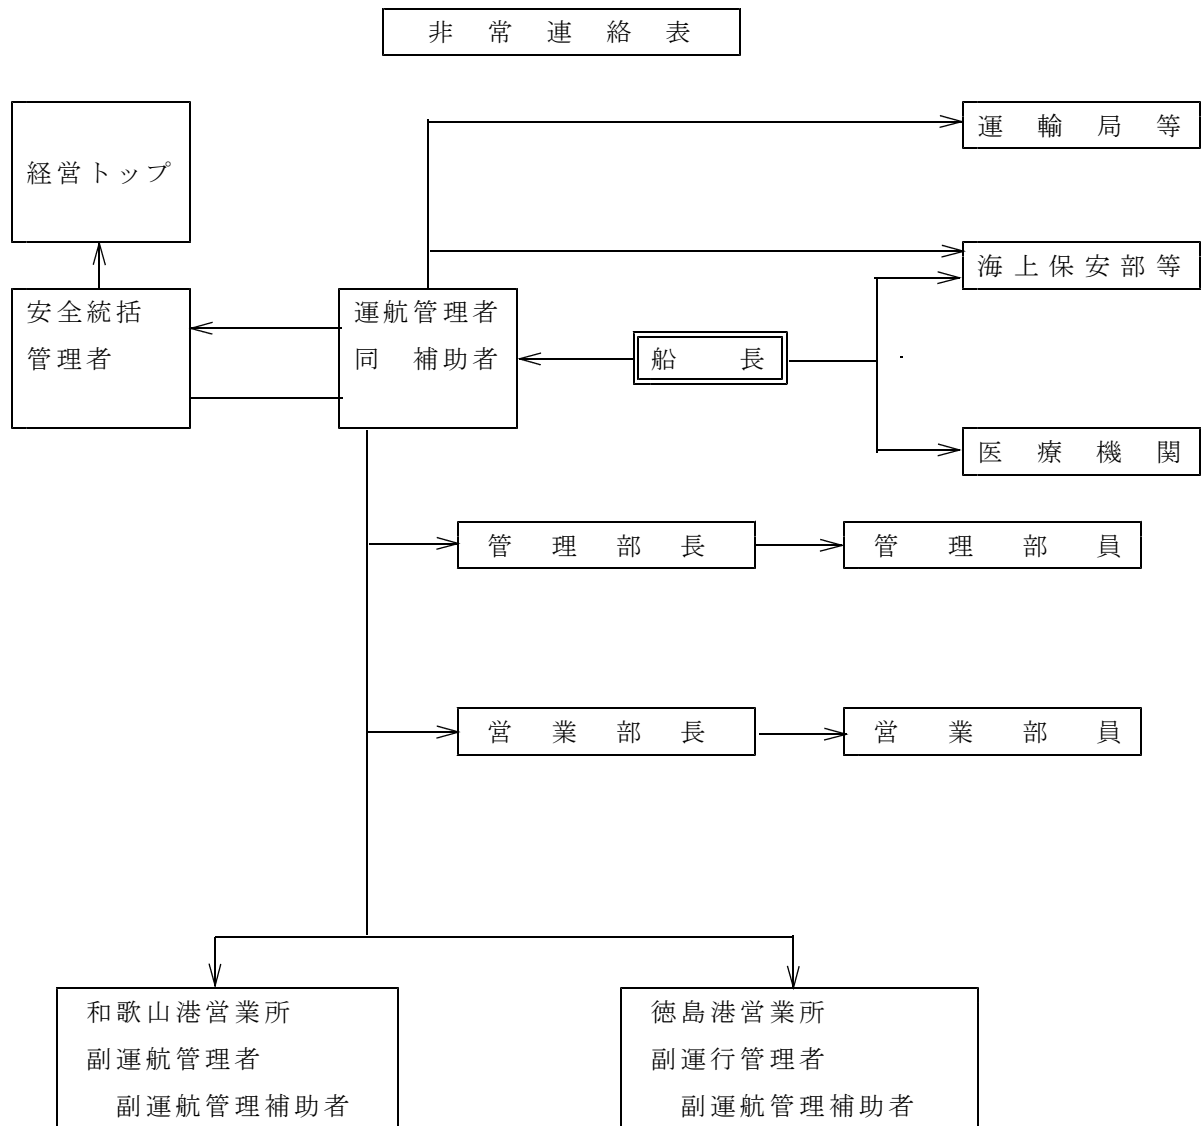 非常連絡表
運輸局等
経営トップ
海上保安部等
安全統括
管理者
運航管理者
同 補助者
船長
医療機関
管理部長
管理部員
営業部長
営業部員
和歌山港営業所
副運航管理者
副運航管理補助者
徳島港営業所
副運行管理者
副運航管理補助者